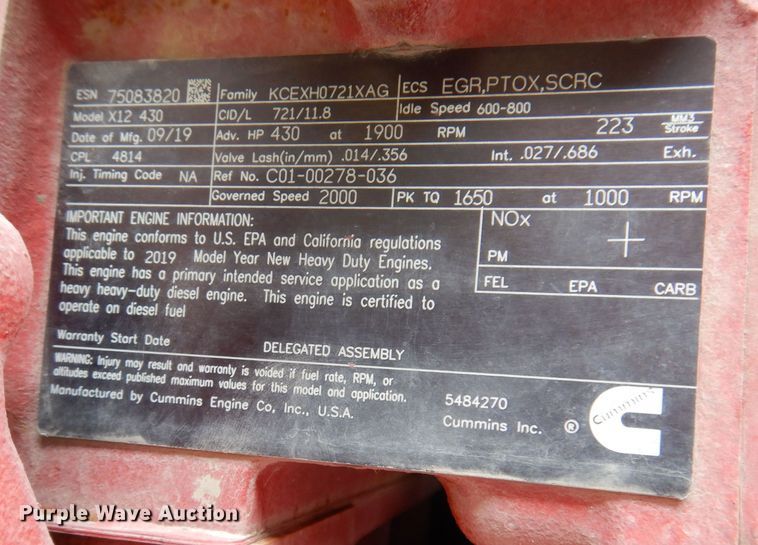 ESN 75083820 Family KCEXH0721XAG ECS EGR,PTOX,SCRC
Model X12 430 CID/L 721/11.8 Idle Speed 600-800
Date of Mfg. 09/19 Adv. HP 430 at 1900 RPM 223 MM3/Stroke
CPL 4814 Valve Lash(in/mm) .014/.356 Int. .027/.686 Exh.
Inj. Timing Code NA Ref No. C01-00278-036
Governed Speed 2000 PK TQ 1650 at 1000 RPM
IMPORTANT ENGINE INFORMATION:
This engine conforms to U.S. EPA and California regulations
applicable to 2019 Model Year New Heavy Duty Engines.
This engine has a primary intended service application as a
heavy heavy-duty diesel engine. This engine is certified to
operate on diesel fuel
NOx
PM
FEL EPA CARB
Warranty Start Date DELEGATED ASSEMBLY
WARNING: Injury may result and warranty is voided if fuel rate, RPM, or
altitudes exceed published maximum values for this model and application.
Manufactured by Cummins Engine Co, Inc., U.S.A.
5484270
Cummins Inc. ®
Cummins
Purple Wave Auction